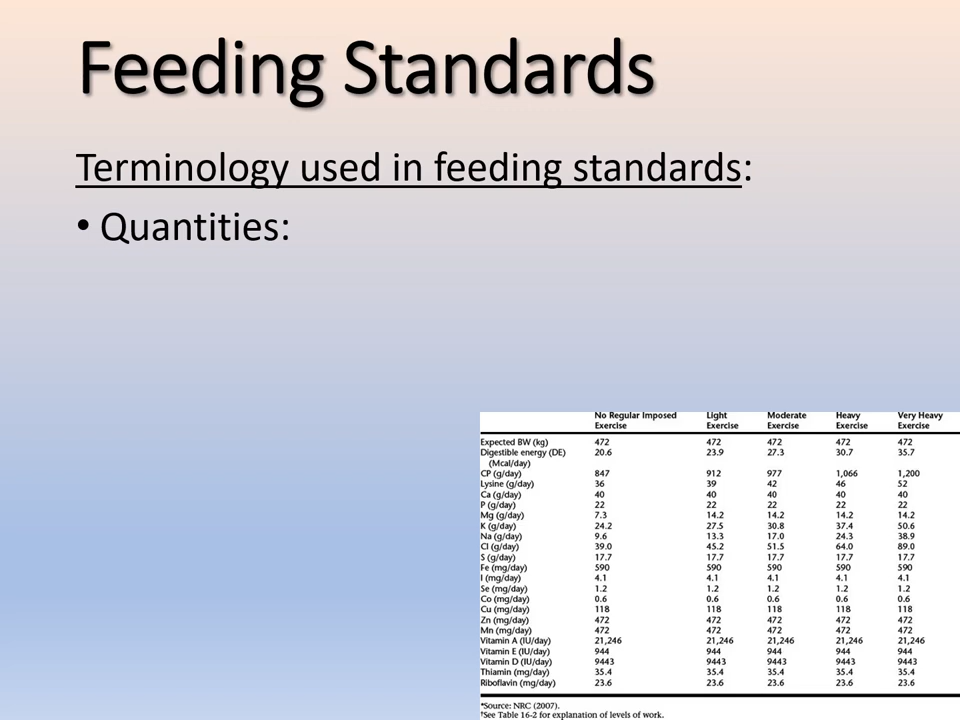 Feeding Standards
Terminology used in feeding standards:
• Quantities:
No Regular Imposed Exercise Light Exercise Moderate Exercise Heavy Exercise Very Heavy Exercise
Expected BW (kg) 472 472 472 472 472
Digestible energy (DE) (Mcal/day) 20.6 23.9 27.3 30.7 35.7
CP (g/day) 847 912 977 1,066 1,200
Lysine (g/day) 36 39 42 46 52
Ca (g/day) 40 40 40 40 40
P (g/day) 22 22 22 22 22
Mg (g/day) 7.3 14.2 14.2 14.2 14.2
K (g/day) 24.2 27.5 30.8 37.4 50.6
Na (g/day) 9.6 13.3 17.0 24.3 38.9
Cl (g/day) 39.0 45.2 51.5 64.0 89.0
S (g/day) 17.7 17.7 17.7 17.7 17.7
Fe (mg/day) 590 590 590 590 590
I (mg/day) 4.1 4.1 4.1 4.1 4.1
Se (mg/day) 1.2 1.2 1.2 1.2 1.2
Co (mg/day) 0.6 0.6 0.6 0.6 0.6
Cu (mg/day) 118 118 118 118 118
Zn (mg/day) 472 472 472 472 472
Mn (mg/day) 472 472 472 472 472
Vitamin A (IU/day) 21,246 21,246 21,246 21,246 21,246
Vitamin E (IU/day) 944 944 944 944 944
Vitamin D (IU/day) 9443 9443 9443 9443 9443
Thiamin (mg/day) 35.4 35.4 35.4 35.4 35.4
Riboflavin (mg/day) 23.6 23.6 23.6 23.6 23.6
*Source: NRC (2007).
†See Table 16-2 for explanation of levels of work.